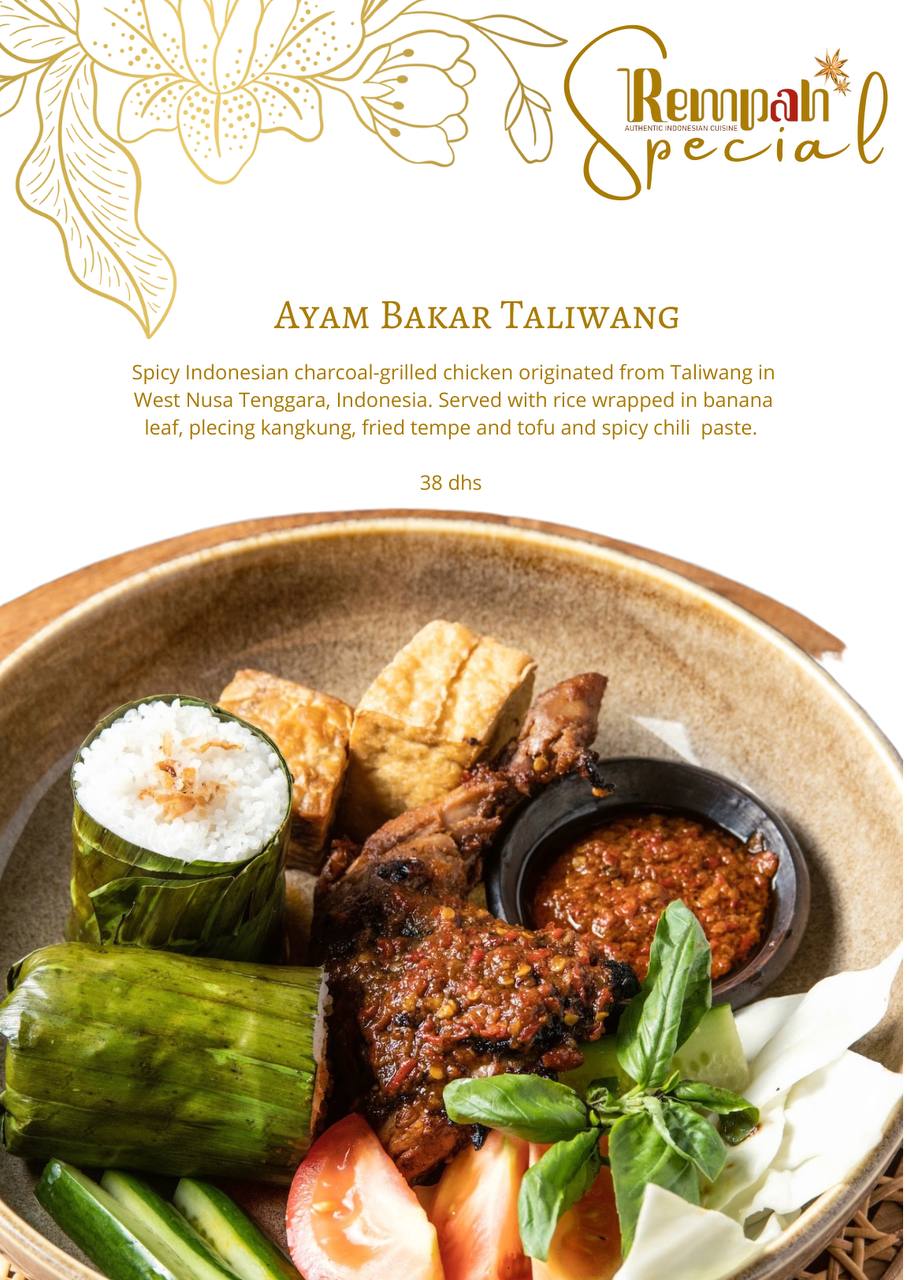 Rempah
AUTHENTIC INDONESIAN CUISINE
Special
Ayam Bakar Taliwang
Spicy Indonesian charcoal-grilled chicken originated from Taliwang in
West Nusa Tenggara, Indonesia. Served with rice wrapped in banana
leaf, plecing kangkung, fried tempe and tofu and spicy chili  paste.
38 dhs